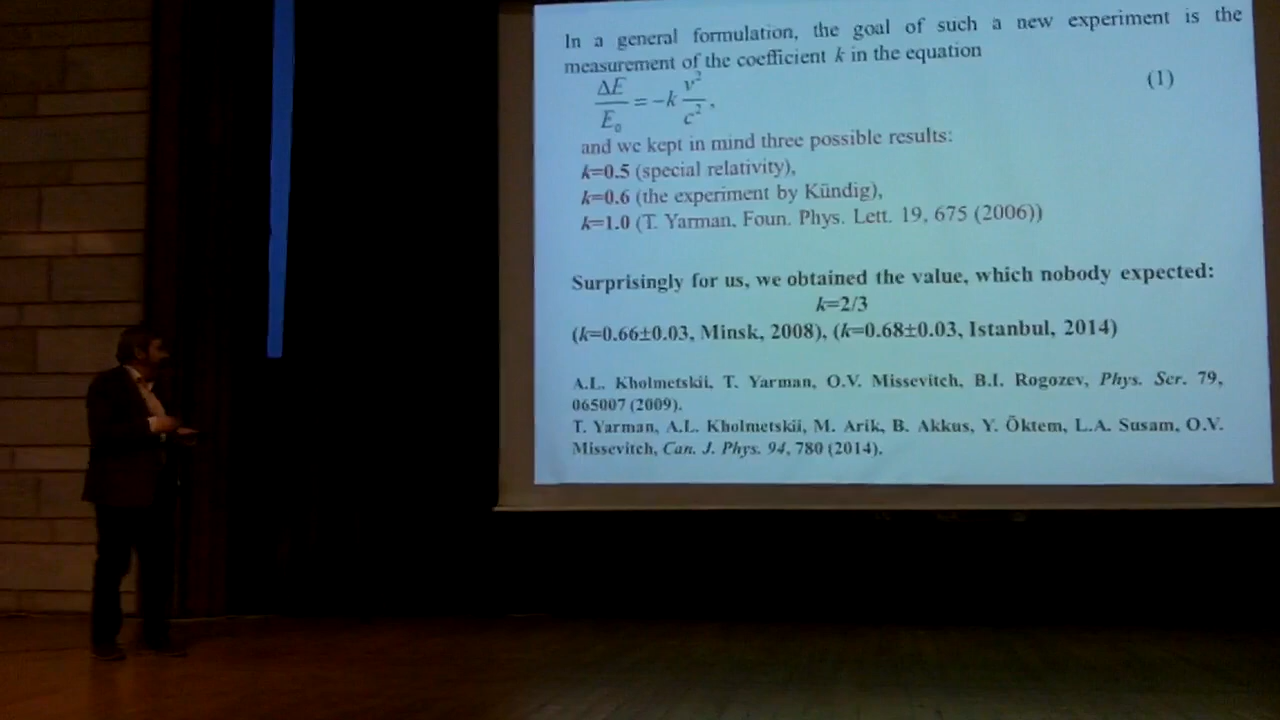 In a general formulation, the goal of such a new experiment is the
measurement of the coefficient k in the equation
ΔE/E₀ = −k v²/c², (1)
and we kept in mind three possible results:
k=0.5 (special relativity),
k=0.6 (the experiment by Kündig),
k=1.0 (T. Yarman, Foun. Phys. Lett. 19, 675 (2006))
Surprisingly for us, we obtained the value, which nobody expected:
k=2/3
(k=0.66±0.03, Minsk, 2008), (k=0.68±0.03, Istanbul, 2014)
A.L. Kholmetskii, T. Yarman, O.V. Missevitch, B.I. Rogozev, Phys. Scr. 79,
065007 (2009).
T. Yarman, A.L. Kholmetskii, M. Arik, B. Akkus, Y. Öktem, L.A. Susam, O.V.
Missevitch, Can. J. Phys. 94, 780 (2014).